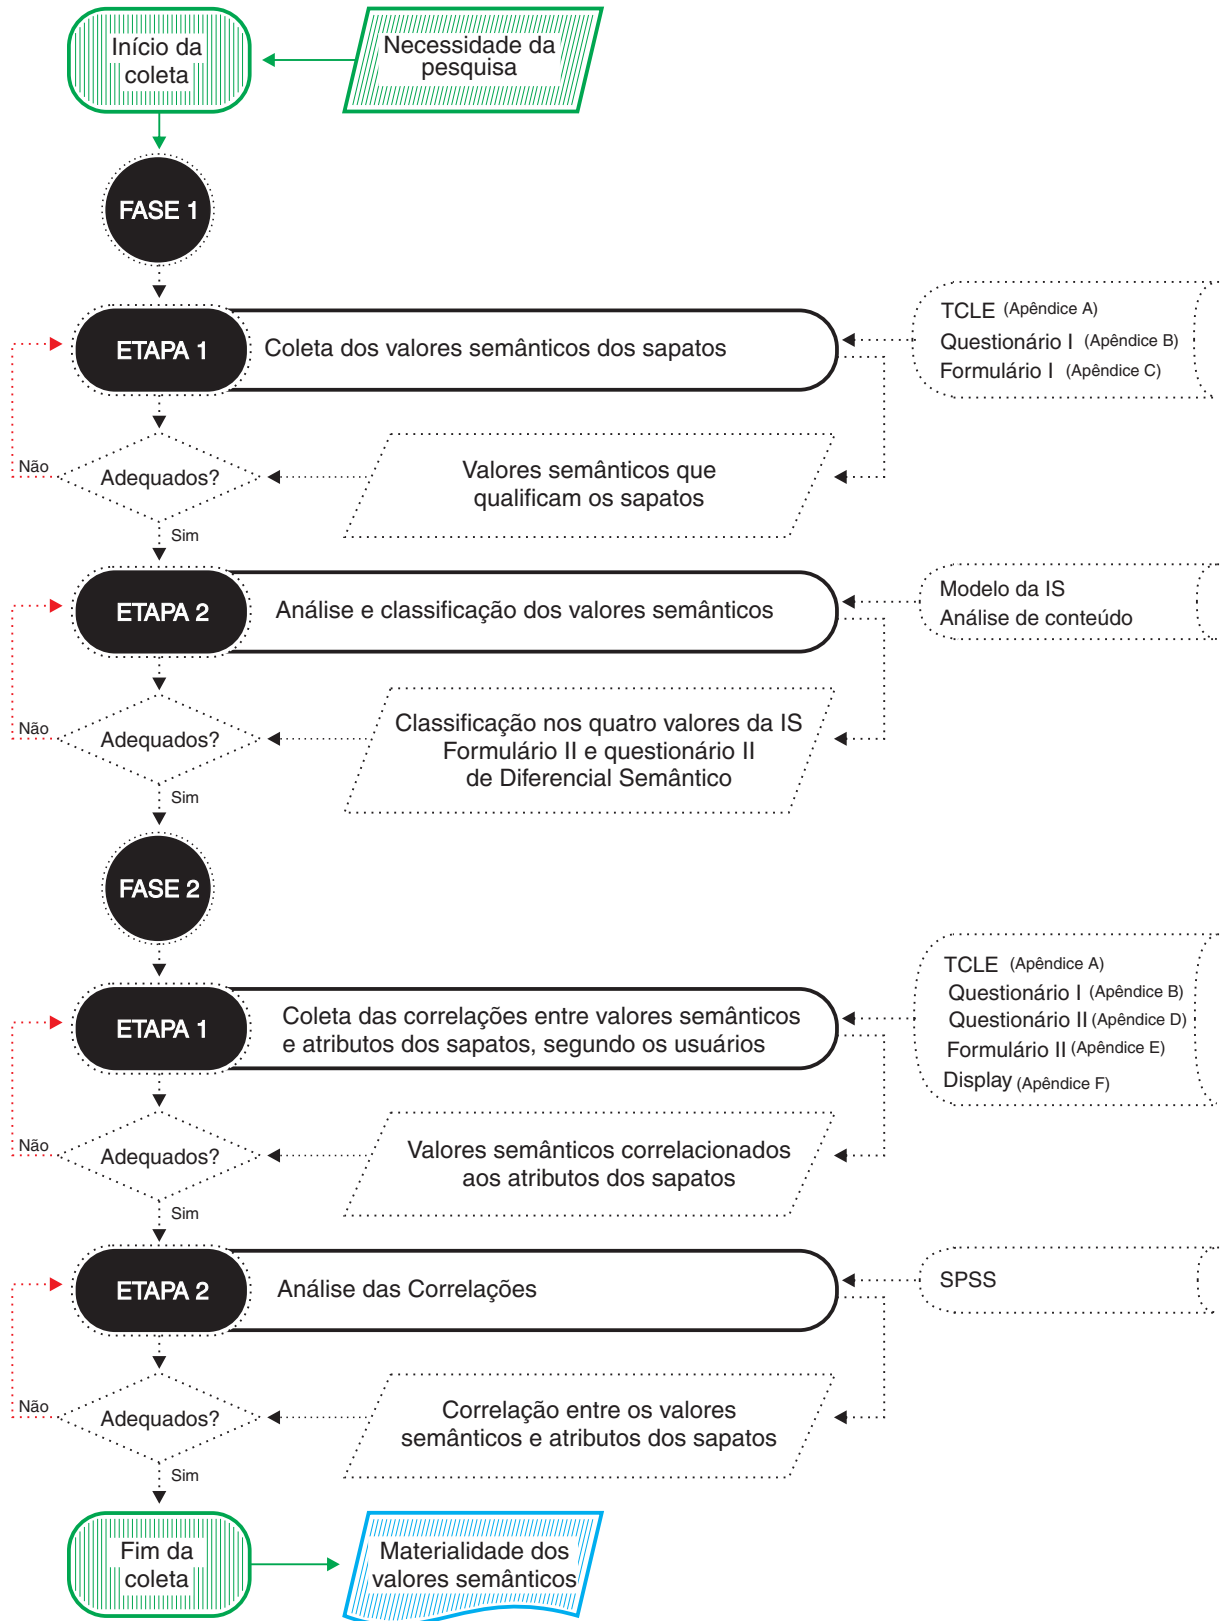 Início da
coleta
Necessidade da
pesquisa
FASE 1
ETAPA 1
Coleta dos valores semânticos dos sapatos
TCLE (Apêndice A)
Questionário I (Apêndice B)
Formulário I (Apêndice C)
Não
Adequados?
Valores semânticos que
qualificam os sapatos
Sim
ETAPA 2
Análise e classificação dos valores semânticos
Modelo da IS
Análise de conteúdo
Não
Adequados?
Classificação nos quatro valores da IS
Formulário II e questionário II
de Diferencial Semântico
Sim
FASE 2
ETAPA 1
Coleta das correlações entre valores semânticos
e atributos dos sapatos, segundo os usuários
TCLE (Apêndice A)
Questionário I (Apêndice B)
Questionário II (Apêndice D)
Formulário II (Apêndice E)
Display (Apêndice F)
Não
Adequados?
Valores semânticos correlacionados
aos atributos dos sapatos
Sim
ETAPA 2
Análise das Correlações
SPSS
Não
Adequados?
Correlação entre os valores
semânticos e atributos dos sapatos
Sim
Fim da
coleta
Materialidade dos
valores semânticos